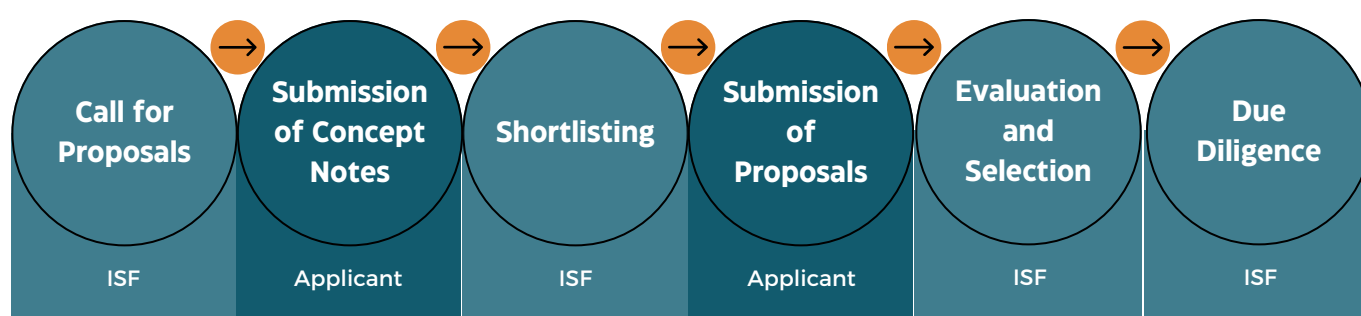 Call for
Proposals
Submission
of Concept
Notes
Shortlisting
Submission
of
Proposals
Evaluation
and
Selection
Due
Diligence
ISF
Applicant
ISF
Applicant
ISF
ISF